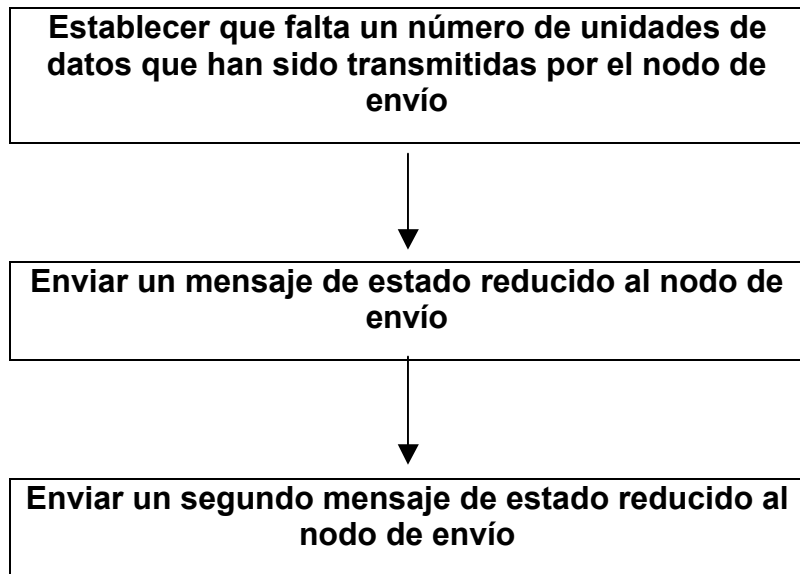 Establecer que falta un número de unidades de
datos que han sido transmitidas por el nodo de
envío
Enviar un mensaje de estado reducido al nodo de
envío
Enviar un segundo mensaje de estado reducido al
nodo de envío